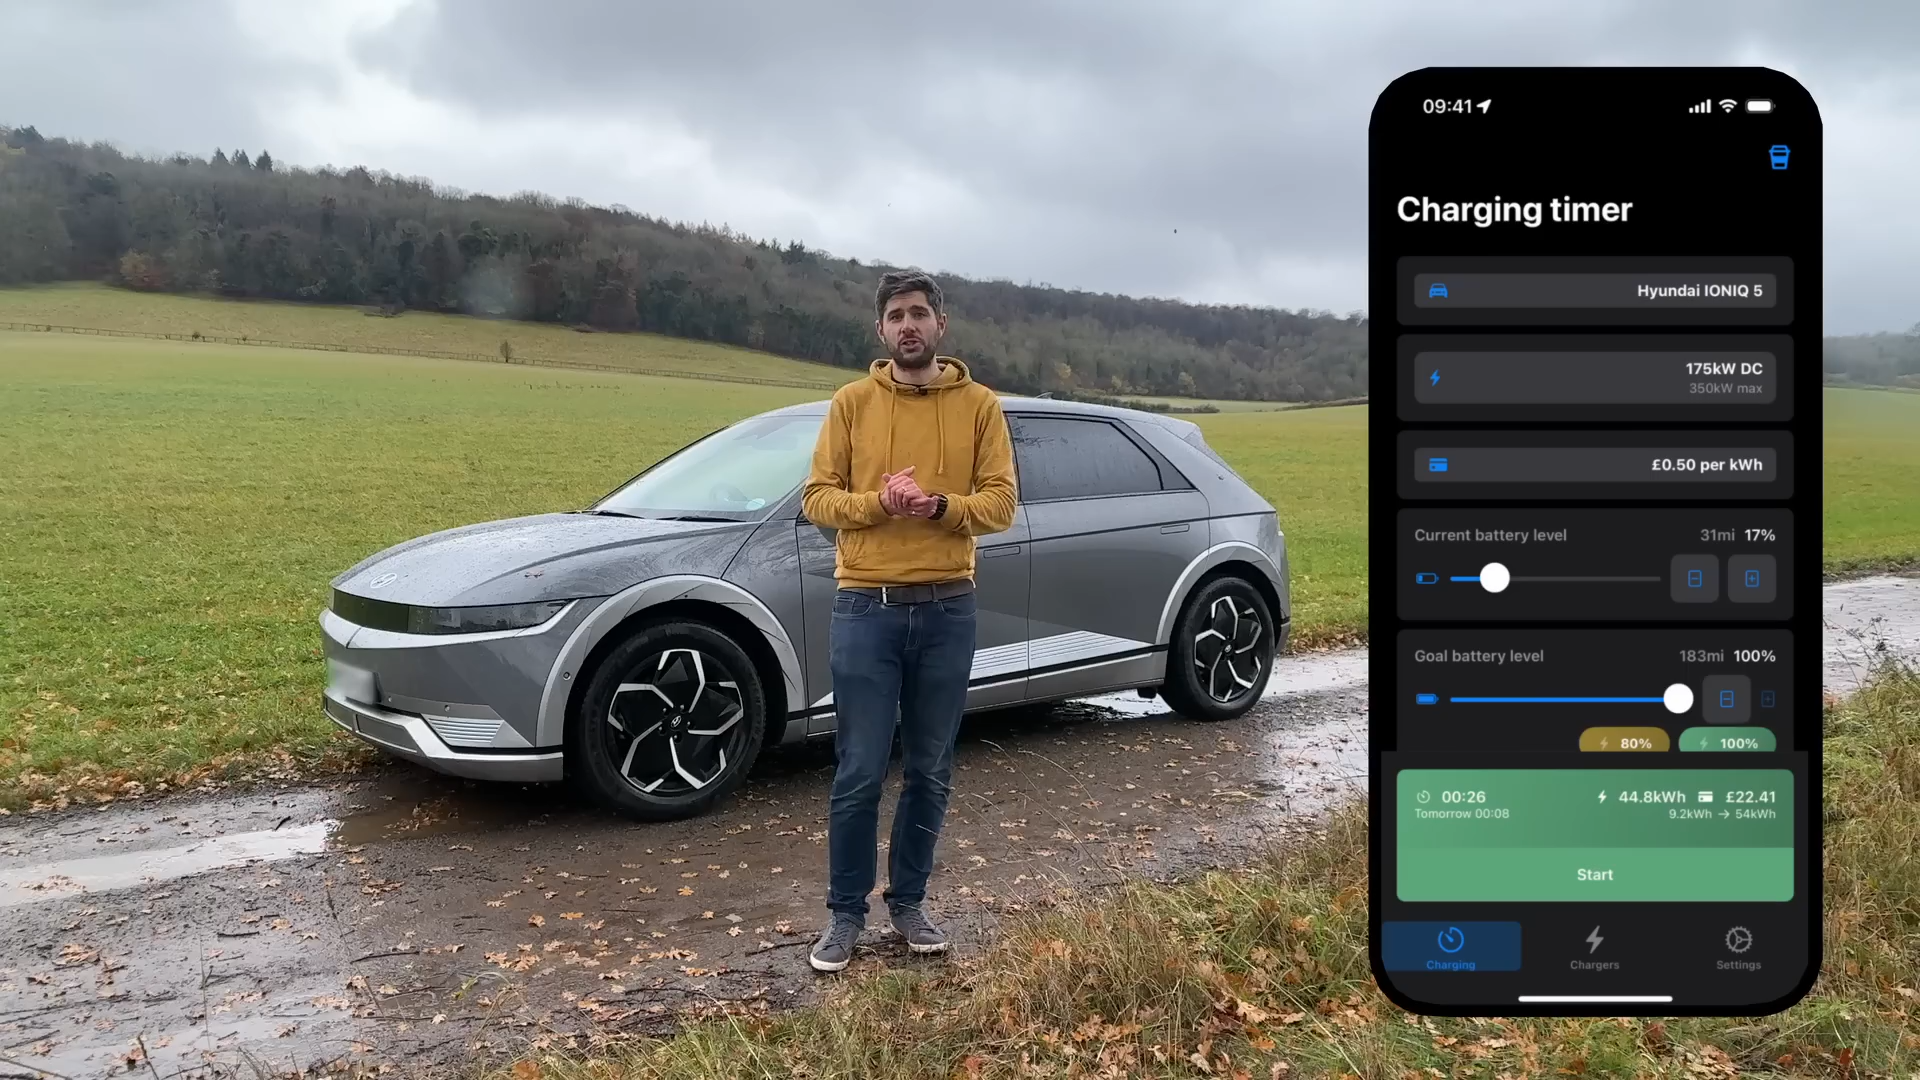 09:41
Charging timer
Hyundai IONIQ 5
175kW DC
350kW max
£0.50 per kWh
Current battery level 31mi 17%
Goal battery level 183mi 100%
80% 100%
00:26 44.8kWh £22.41
Tomorrow 00:08 9.2kWh → 54kWh
Start
Charging Chargers Settings